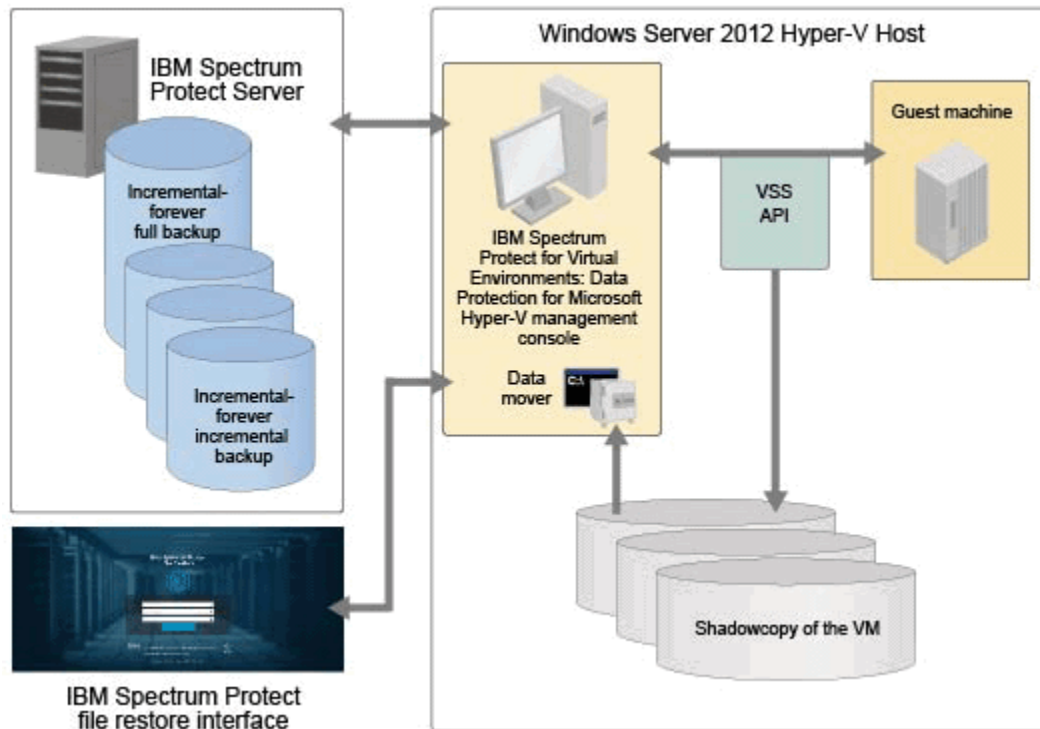 IBM Spectrum
Protect Server
Incremental-
forever
full backup
Incremental-
forever
incremental
backup
IBM Spectrum Protect
file restore interface
Windows Server 2012 Hyper-V Host
IBM Spectrum
Protect for Virtual
Environments: Data
Protection for Microsoft
Hyper-V management
console
Data
mover
C:\
VSS
API
Guest machine
Shadowcopy of the VM